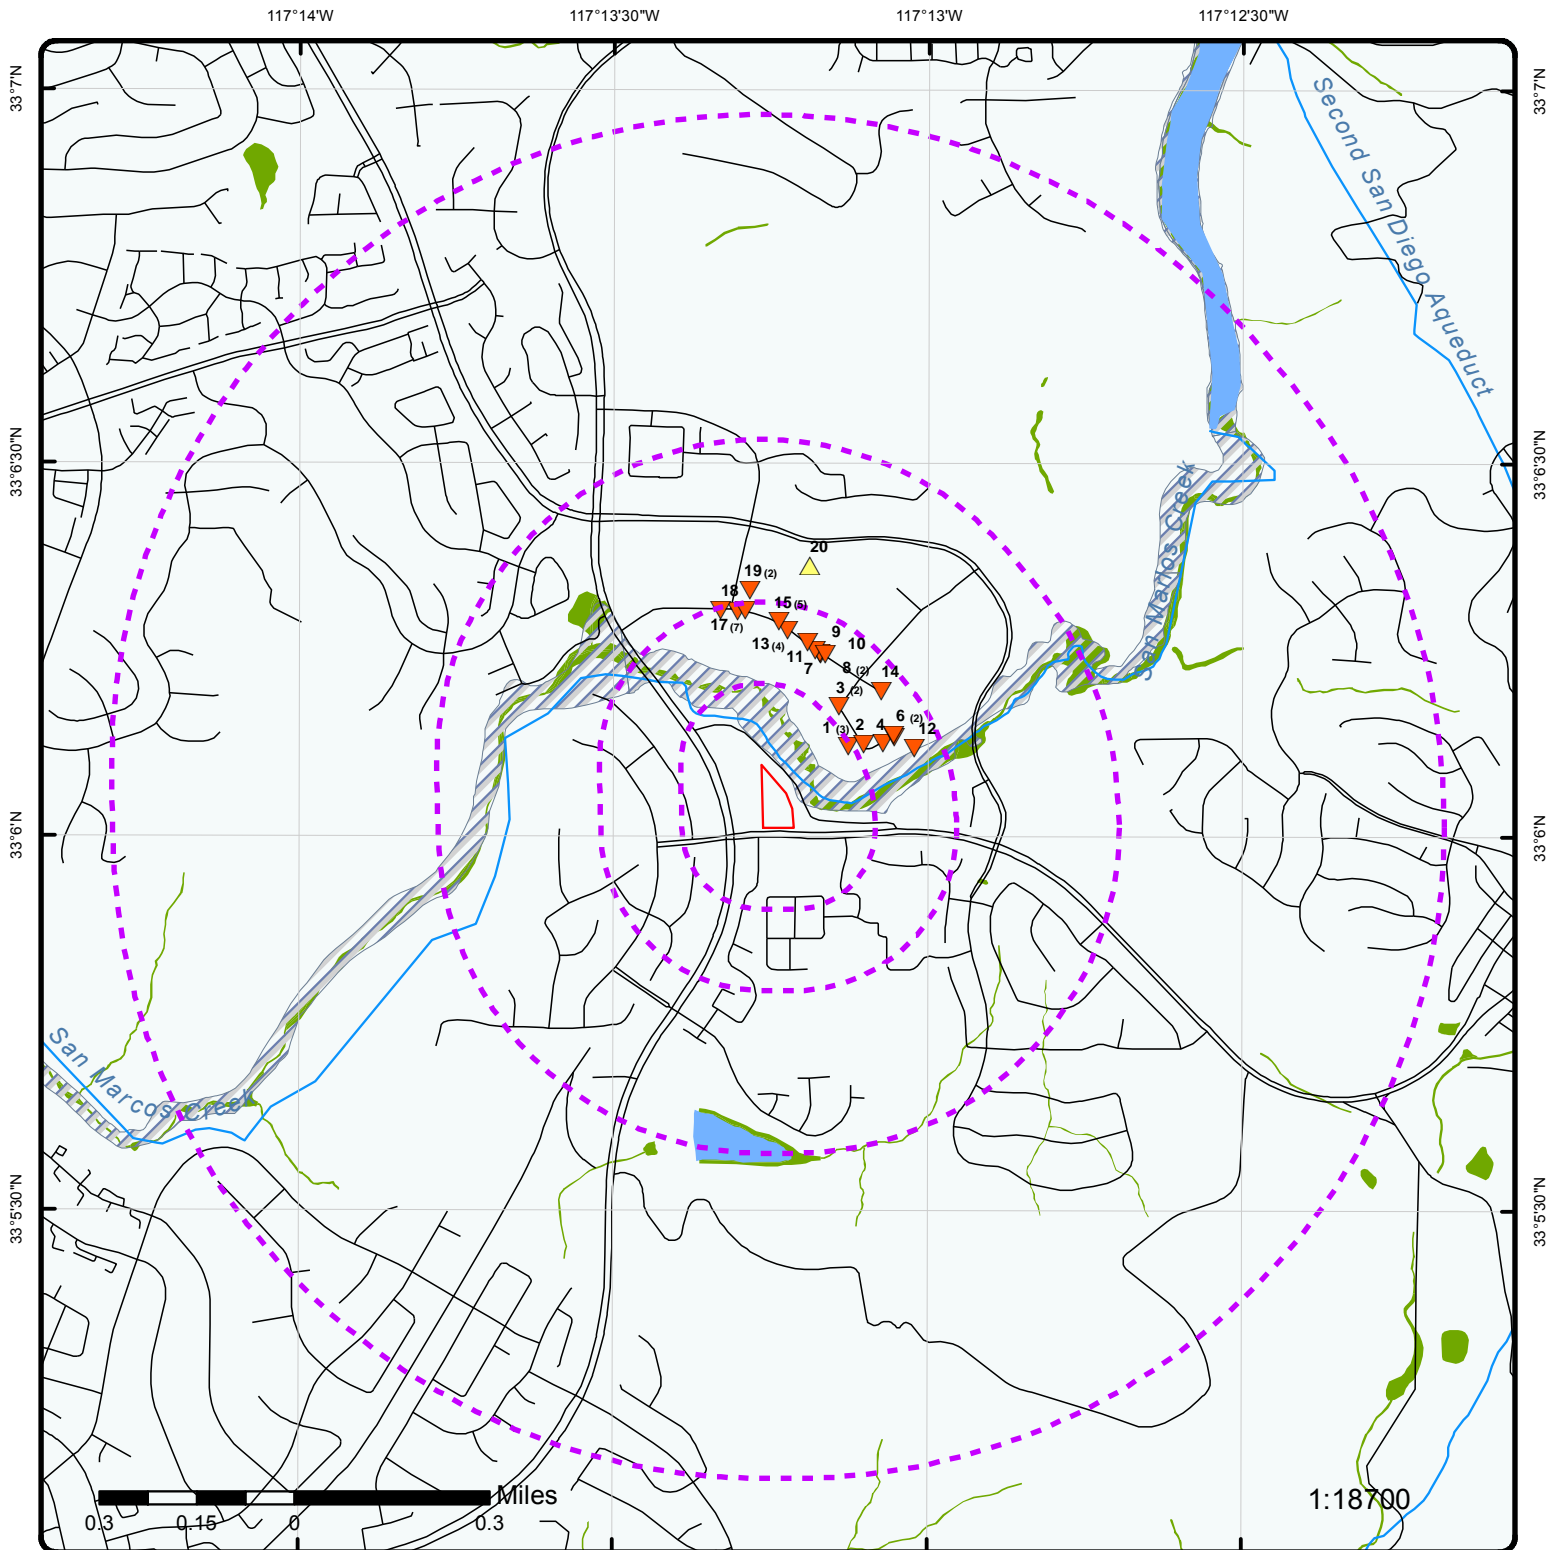 117°14'W
117°13'30"W
117°13'W
117°12'30"W
33°7'N
33°7'N
Second San Diego Aqueduct
33°6'30"N
33°6'30"N
San Marcos Creek
20
19 (2)
18
15 (5)
17 (7)
13 (4)
9
10
11
7
8 (2)
14
3 (2)
6 (2)
1 (3)
2
4
12
33°6'N
33°6'N
San Marcos Creek
33°5'30"N
33°5'30"N
Miles
0.3
0.15
0
0.3
1:18700